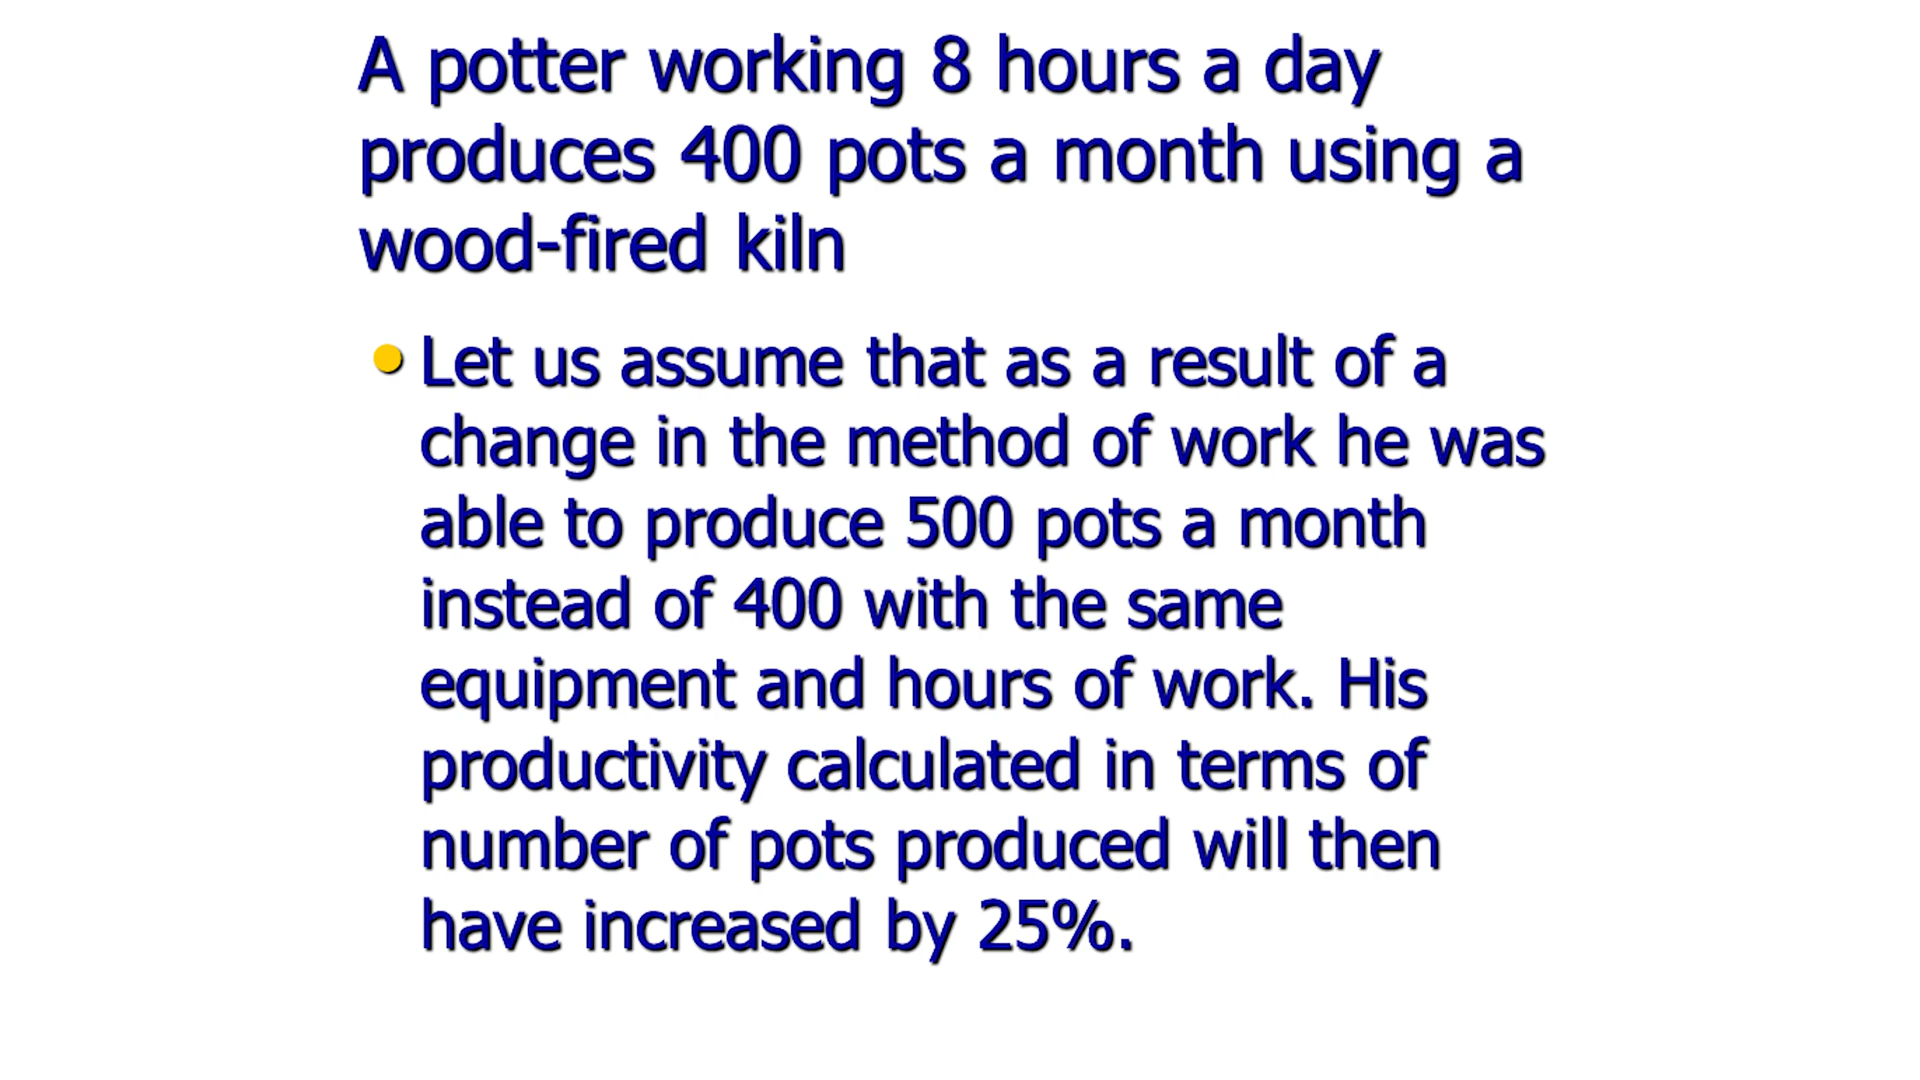 A potter working 8 hours a day
produces 400 pots a month using a
wood-fired kiln
• Let us assume that as a result of a
change in the method of work he was
able to produce 500 pots a month
instead of 400 with the same
equipment and hours of work. His
productivity calculated in terms of
number of pots produced will then
have increased by 25%.